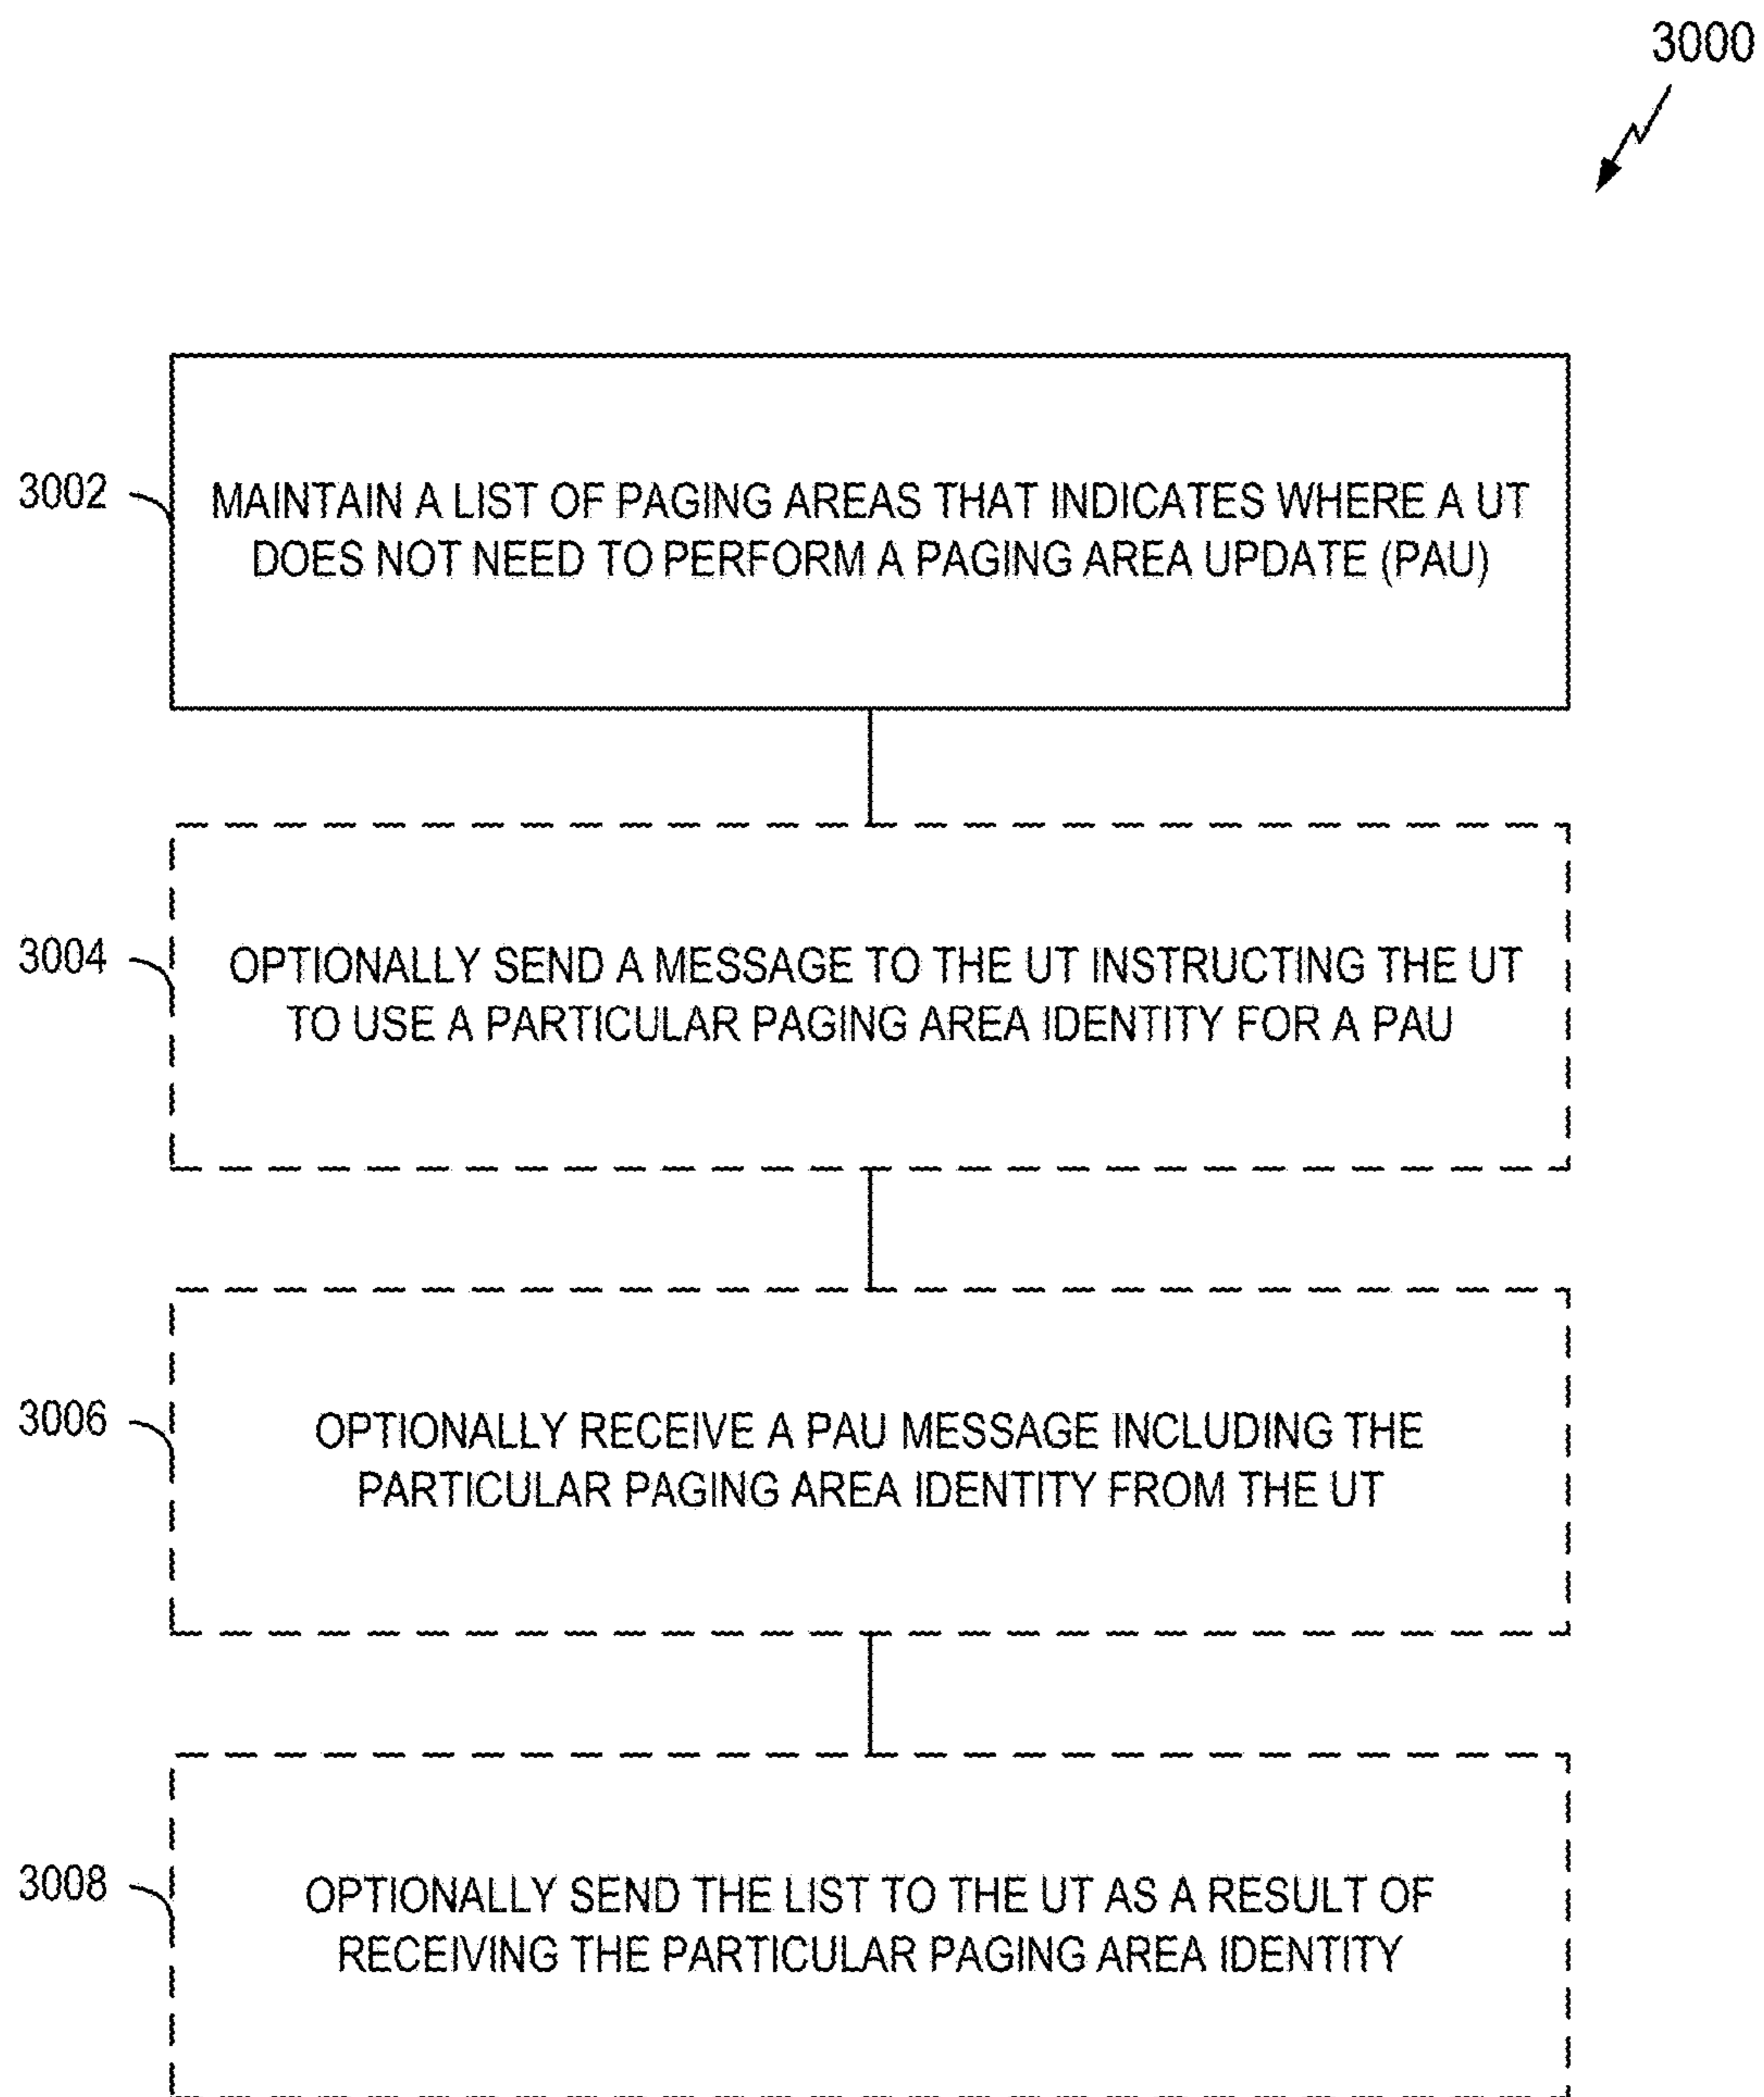 3000
3002
MAINTAIN A LIST OF PAGING AREAS THAT INDICATES WHERE A UT
DOES NOT NEED TO PERFORM A PAGING AREA UPDATE (PAU)
3004
OPTIONALLY SEND A MESSAGE TO THE UT INSTRUCTING THE UT
TO USE A PARTICULAR PAGING AREA IDENTITY FOR A PAU
3006
OPTIONALLY RECEIVE A PAU MESSAGE INCLUDING THE
PARTICULAR PAGING AREA IDENTITY FROM THE UT
3008
OPTIONALLY SEND THE LIST TO THE UT AS A RESULT OF
RECEIVING THE PARTICULAR PAGING AREA IDENTITY